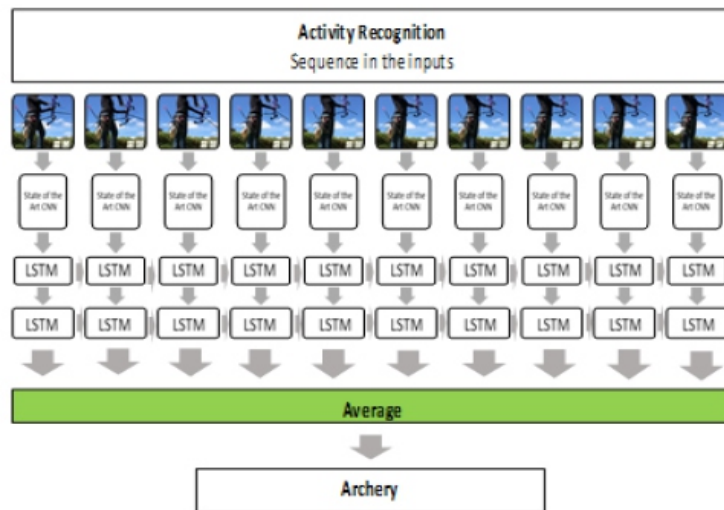 Activity Recognition
Sequence in the inputs
State of the Art CNN State of the Art CNN State of the Art CNN State of the Art CNN State of the Art CNN State of the Art CNN State of the Art CNN State of the Art CNN State of the Art CNN State of the Art CNN
LSTM LSTM LSTM LSTM LSTM LSTM LSTM LSTM LSTM LSTM
LSTM LSTM LSTM LSTM LSTM LSTM LSTM LSTM LSTM LSTM
Average
Archery